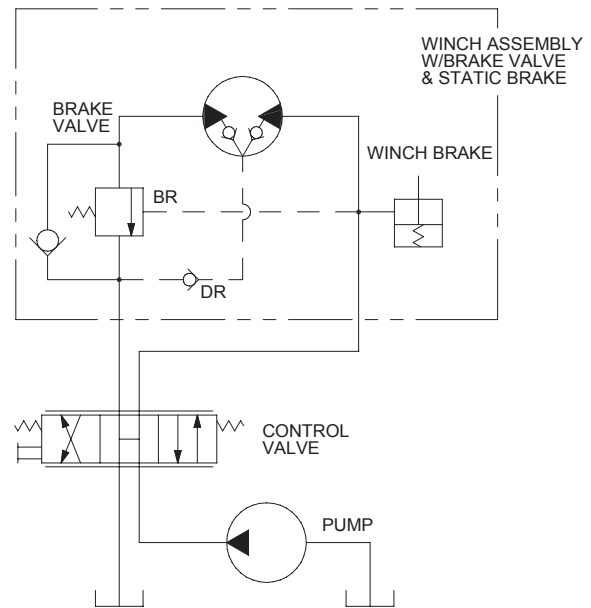 WINCH ASSEMBLY
W/BRAKE VALVE
& STATIC BRAKE
BRAKE
VALVE
WINCH BRAKE
BR
DR
CONTROL
VALVE
PUMP